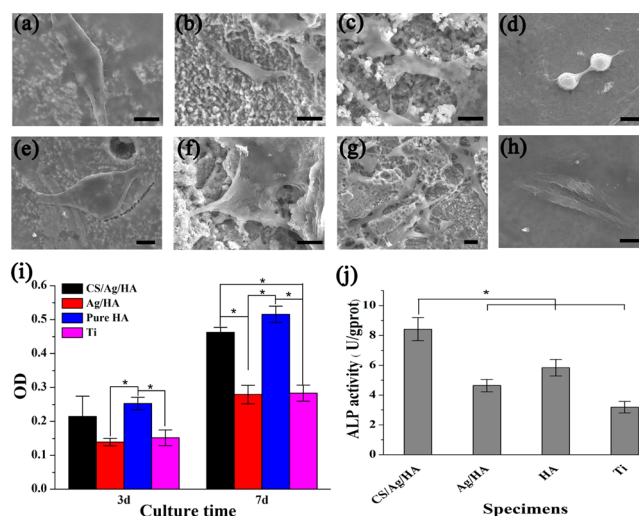 (a)
(b)
(c)
(d)
(e)
(f)
(g)
(h)
(i)
CS/Ag/HA
Ag/HA
Pure HA
Ti
* * * * * *
OD
0.6
0.5
0.4
0.3
0.2
0.1
0.0
3d 7d
Culture time
(j)
*
ALP activity ( U/gprot)
10
8
6
4
2
0
CS/Ag/HA Ag/HA HA Ti
Specimens